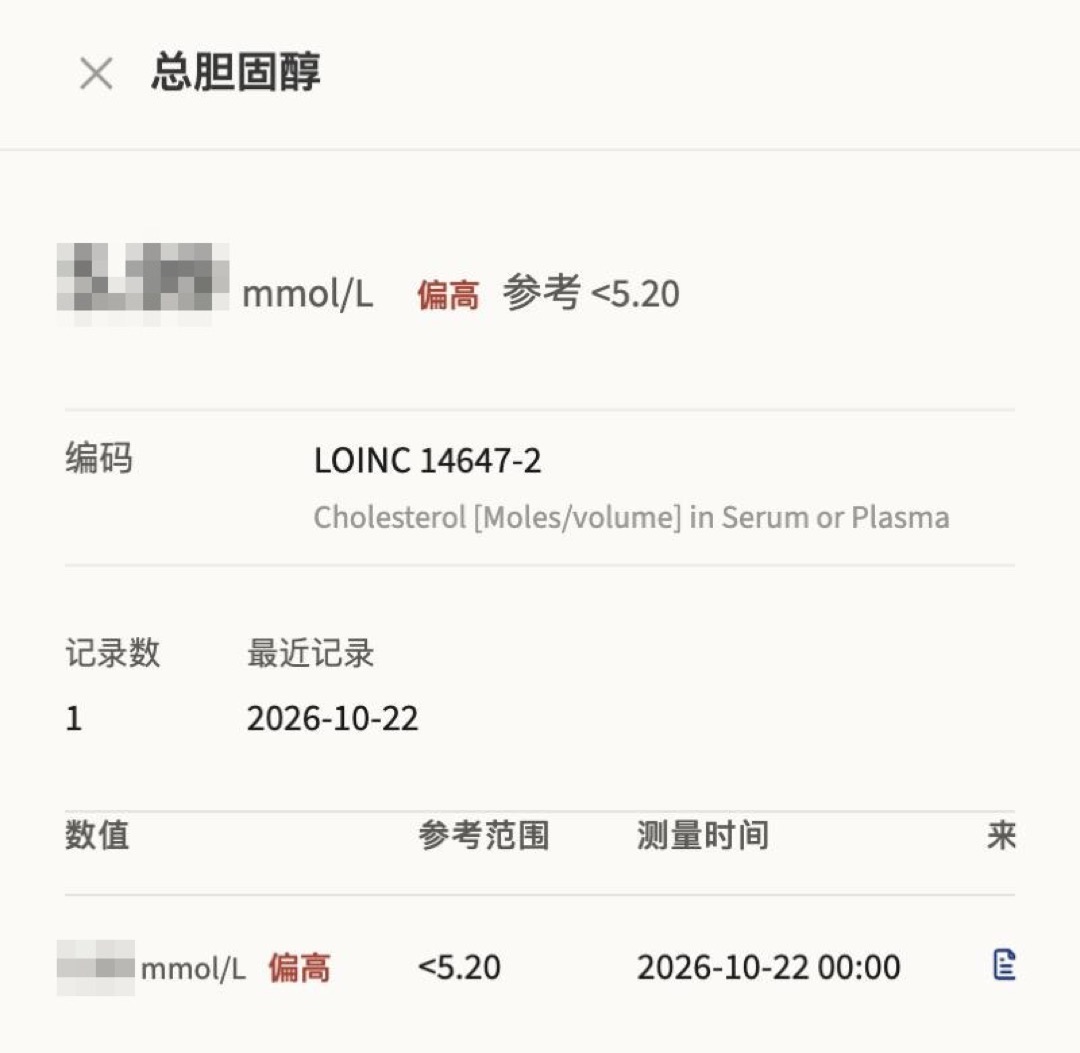 总胆固醇
mmol/L 偏高 参考 <5.20
编码 LOINC 14647-2
Cholesterol [Moles/volume] in Serum or Plasma
记录数 最近记录
1 2026-10-22
数值 参考范围 测量时间 来
mmol/L 偏高 <5.20 2026-10-22 00:00